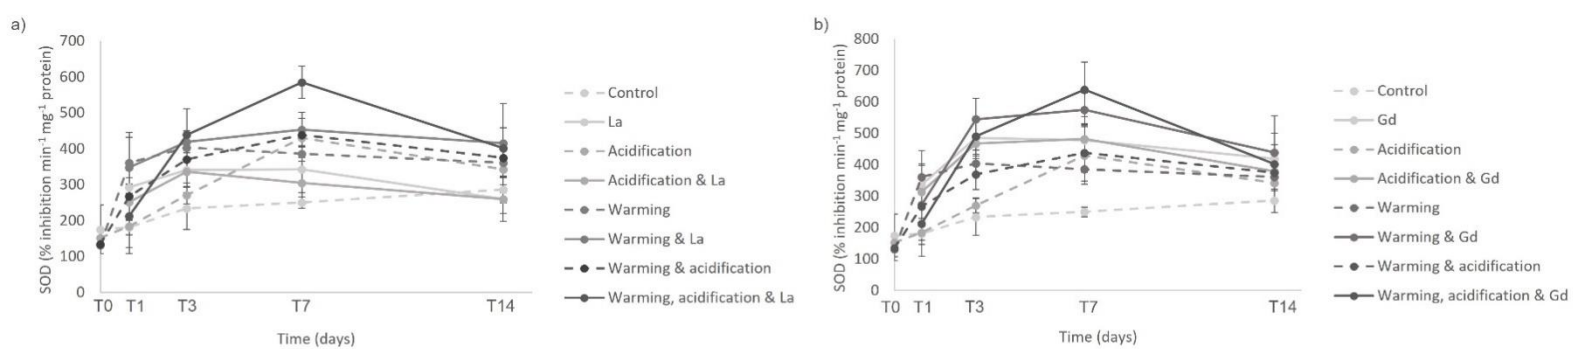 a)
SOD (% inhibition min⁻¹ mg⁻¹ protein)
700
600
500
400
300
200
100
0
T0 T1 T3 T7 T14
Time (days)
Control
La
Acidification
Acidification & La
Warming
Warming & La
Warming & acidification
Warming, acidification & La
b)
SOD (% inhibition min⁻¹ mg⁻¹ protein)
800
700
600
500
400
300
200
100
0
T0 T1 T3 T7 T14
Time (days)
Control
Gd
Acidification
Acidification & Gd
Warming
Warming & Gd
Warming & acidification
Warming, acidification & Gd